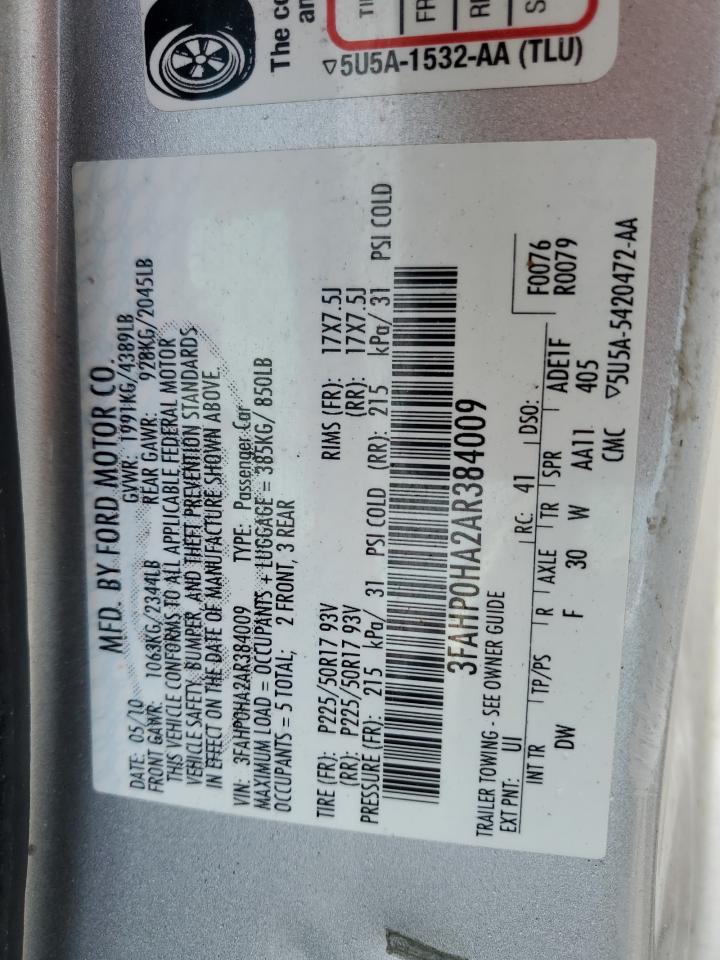 The co
an
TI
FR
RE
S
▽5U5A-1532-AA (TLU)
MFD. BY FORD MOTOR CO.
DATE: 05/10 GVWR: 1991KG/4389LB
FRONT GAWR: 1063KG/2344LB REAR GAWR: 928KG/2045LB
THIS VEHICLE CONFORMS TO ALL APPLICABLE FEDERAL MOTOR
VEHICLE SAFETY, BUMPER, AND THEFT PREVENTION STANDARDS
IN EFFECT ON THE DATE OF MANUFACTURE SHOWN ABOVE.
VIN: 3FAHP0HA2AR384009 TYPE: Passenger Car
MAXIMUM LOAD = OCCUPANTS + LUGGAGE = 385KG/ 850LB
OCCUPANTS = 5 TOTAL; 2 FRONT, 3 REAR
TIRE (FR): P225/50R17 93V RIMS (FR): 17X7.5J
(RR): P225/50R17 93V (RR): 17X7.5J
PRESSURE (FR): 215 kPa/ 31 PSI COLD (RR): 215 kPa/ 31 PSI COLD
3FAHP0HA2AR384009
TRAILER TOWING - SEE OWNER GUIDE
EXT PNT: UI RC: 41 DSO: F0076
R0079
INT TR TP/PS R AXLE TR SPR ADE1F
DW F 30 W AA11 405
CMC ▽5U5A-5420472-AA